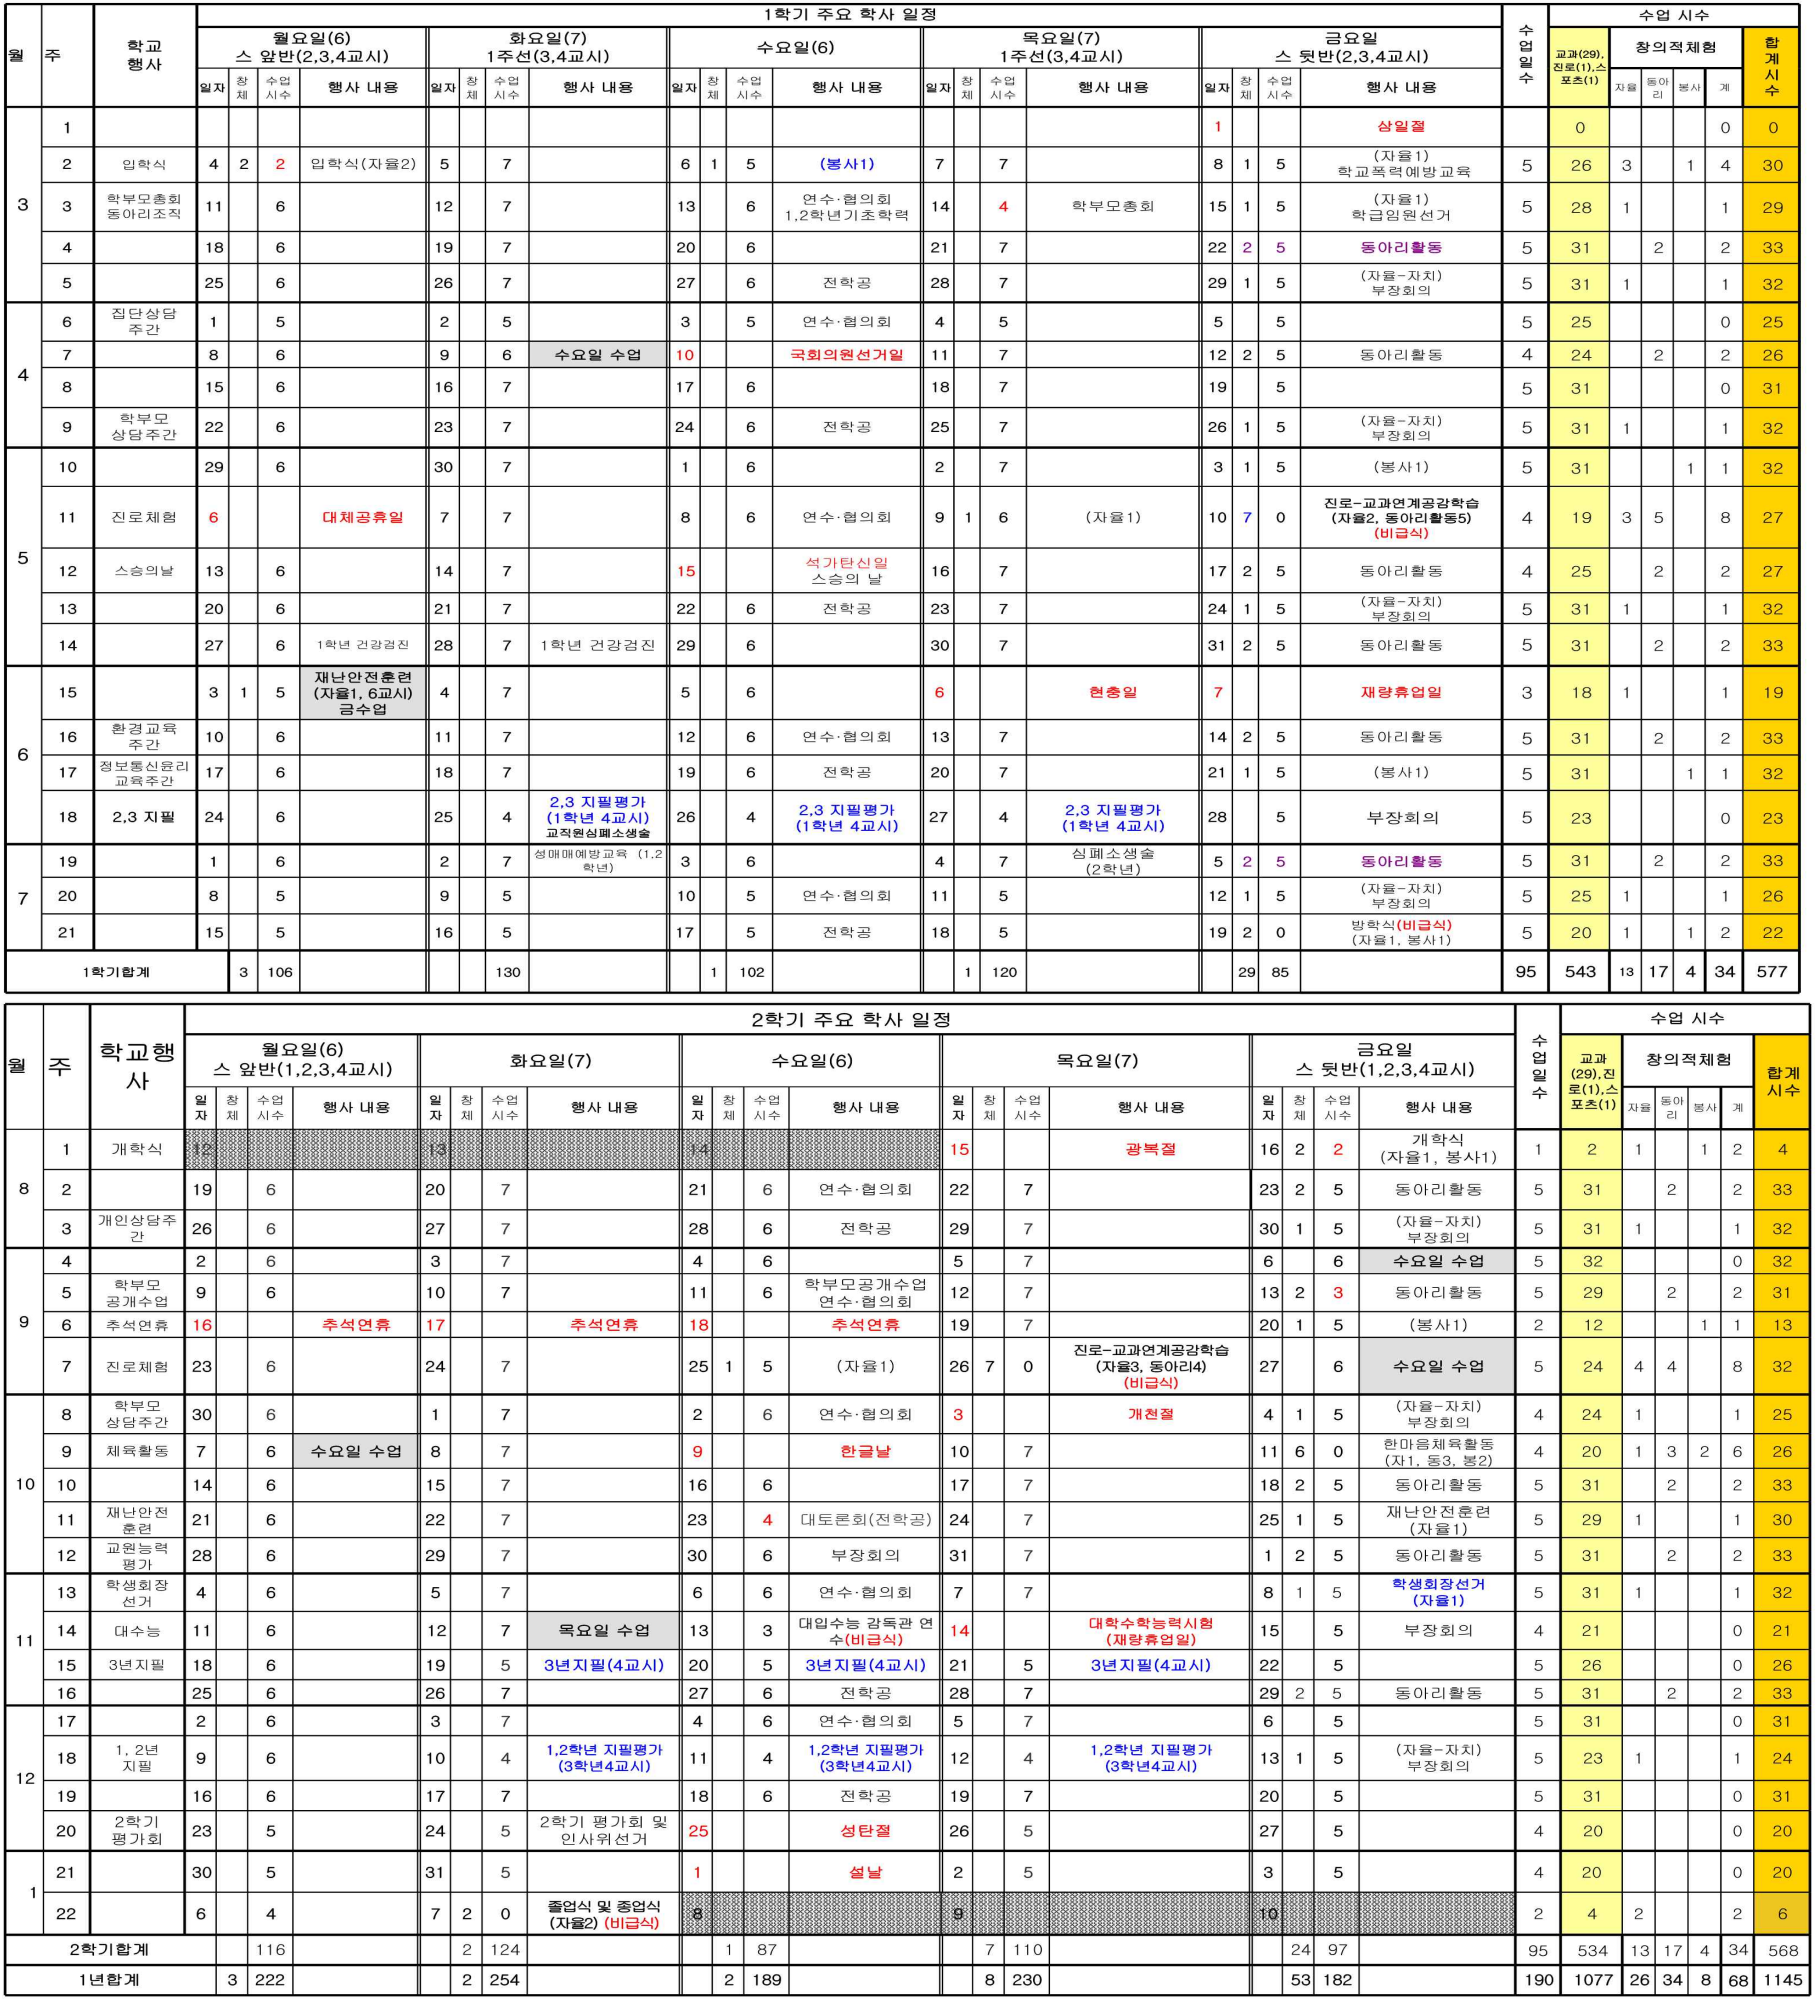 1학기 주요 학사 일정
월 주 학교 행사 월요일(6) 스 앞반(2,3,4교시) 화요일(7) 1주선(3,4교시) 수요일(6) 목요일(7) 1주선(3,4교시) 금요일 스 뒷반(2,3,4교시) 수업일수 수업 시수
교과(29),진로(1),스포츠(1) 창의적체험 합계시수
일자 창체 수업시수 행사 내용 일자 창체 수업시수 행사 내용 일자 창체 수업시수 행사 내용 일자 창체 수업시수 행사 내용 일자 창체 수업시수 행사 내용 자율 동아리 봉사 계
3 1 1 삼일절 0 0 0
2 입학식 4 2 2 입학식(자율2) 5 7 6 1 5 (봉사1) 7 7 8 1 5 (자율1) 학교폭력예방교육 5 26 3 1 4 30
3 학부모총회 동아리조직 11 6 12 7 13 6 연수·협의회 1,2학년기초학력 14 4 학부모총회 15 1 5 (자율1) 학급임원선거 5 28 1 1 29
4 18 6 19 7 20 6 21 7 22 2 5 동아리활동 5 31 2 2 33
5 25 6 26 7 27 6 전학공 28 7 29 1 5 (자율-자치) 부장회의 5 31 1 1 32
4 6 집단상담 주간 1 5 2 5 3 5 연수·협의회 4 5 5 5 5 25 0 25
7 8 6 9 6 수요일 수업 10 국회의원선거일 11 7 12 2 5 동아리활동 4 24 2 2 26
8 15 6 16 7 17 6 18 7 19 5 5 31 0 31
9 학부모 상담주간 22 6 23 7 24 6 전학공 25 7 26 1 5 (자율-자치) 부장회의 5 31 1 1 32
5 10 29 6 30 7 1 6 2 7 3 1 5 (봉사1) 5 31 1 1 32
11 진로체험 6 대체공휴일 7 7 8 6 연수·협의회 9 1 6 (자율1) 10 7 0 진로-교과연계공감학습 (자율2, 동아리활동5) (비급식) 4 19 3 5 8 27
12 스승의날 13 6 14 7 15 석가탄신일 스승의 날 16 7 17 2 5 동아리활동 4 25 2 2 27
13 20 6 21 7 22 6 전학공 23 7 24 1 5 (자율-자치) 부장회의 5 31 1 1 32
14 27 6 1학년 건강검진 28 7 1학년 건강검진 29 6 30 7 31 2 5 동아리활동 5 31 2 2 33
6 15 3 1 5 재난안전훈련 (자율1, 6교시) 금수업 4 7 5 6 6 현충일 7 재량휴업일 3 18 1 1 19
16 환경교육 주간 10 6 11 7 12 6 연수·협의회 13 7 14 2 5 동아리활동 5 31 2 2 33
17 정보통신윤리 교육주간 17 6 18 7 19 6 전학공 20 7 21 1 5 (봉사1) 5 31 1 1 32
18 2,3 지필 24 6 25 4 2,3 지필평가 (1학년 4교시) 교직원심폐소생술 26 4 2,3 지필평가 (1학년 4교시) 27 4 2,3 지필평가 (1학년 4교시) 28 5 부장회의 5 23 0 23
7 19 1 6 2 7 성매매예방교육 (1,2학년) 3 6 4 7 심폐소생술 (2학년) 5 2 5 동아리활동 5 31 2 2 33
20 8 5 9 5 10 5 연수·협의회 11 5 12 1 5 (자율-자치) 부장회의 5 25 1 1 26
21 15 5 16 5 17 5 전학공 18 5 19 2 0 방학식(비급식) (자율1, 봉사1) 5 20 1 1 2 22
1학기합계 3 106 130 1 102 1 120 29 85 95 543 13 17 4 34 577
2학기 주요 학사 일정
월 주 학교행사 월요일(6) 스 앞반(1,2,3,4교시) 화요일(7) 수요일(6) 목요일(7) 금요일 스 뒷반(1,2,3,4교시) 수업일수 수업 시수
교과(29),진로(1),스포츠(1) 창의적체험 합계시수
일자 창체 수업시수 행사 내용 일자 창체 수업시수 행사 내용 일자 창체 수업시수 행사 내용 일자 창체 수업시수 행사 내용 일자 창체 수업시수 행사 내용 자율 동아리 봉사 계
8 1 개학식 12 13 14 15 광복절 16 2 2 개학식 (자율1, 봉사1) 1 2 1 1 2 4
2 19 6 20 7 21 6 연수·협의회 22 7 23 2 5 동아리활동 5 31 2 2 33
3 개인상담주간 26 6 27 7 28 6 전학공 29 7 30 1 5 (자율-자치) 부장회의 5 31 1 1 32
9 4 2 6 3 7 4 6 5 7 6 6 수요일 수업 5 32 0 32
5 학부모 공개수업 9 6 10 7 11 6 학부모공개수업 연수·협의회 12 7 13 2 3 동아리활동 5 29 2 2 31
6 추석연휴 16 추석연휴 17 추석연휴 18 추석연휴 19 7 20 1 5 (봉사1) 2 12 1 1 13
7 진로체험 23 6 24 7 25 1 5 (자율1) 26 7 0 진로-교과연계공감학습 (자율3, 동아리4) (비급식) 27 6 수요일 수업 5 24 4 4 8 32
10 8 학부모 상담주간 30 6 1 7 2 6 연수·협의회 3 개천절 4 1 5 (자율-자치) 부장회의 4 24 1 1 25
9 체육활동 7 6 수요일 수업 8 7 9 한글날 10 7 11 6 0 한마음체육활동 (자1, 동3, 봉2) 4 20 1 3 2 6 26
10 14 6 15 7 16 6 17 7 18 2 5 동아리활동 5 31 2 2 33
11 재난안전 훈련 21 6 22 7 23 4 대토론회(전학공) 24 7 25 1 5 재난안전훈련 (자율1) 5 29 1 1 30
12 교원능력 평가 28 6 29 7 30 6 부장회의 31 7 1 2 5 동아리활동 5 31 2 2 33
11 13 학생회장 선거 4 6 5 7 6 6 연수·협의회 7 7 8 1 5 학생회장선거 (자율1) 5 31 1 1 32
14 대수능 11 6 12 7 목요일 수업 13 3 대입수능 감독관 연수(비급식) 14 대학수학능력시험 (재량휴업일) 15 5 부장회의 4 21 0 21
15 3년지필 18 6 19 5 3년지필(4교시) 20 5 3년지필(4교시) 21 5 3년지필(4교시) 22 5 5 26 0 26
16 25 6 26 7 27 6 전학공 28 7 29 2 5 동아리활동 5 31 2 2 33
12 17 2 6 3 7 4 6 연수·협의회 5 7 6 5 5 31 0 31
18 1, 2년 지필 9 6 10 4 1,2학년 지필평가 (3학년4교시) 11 4 1,2학년 지필평가 (3학년4교시) 12 4 1,2학년 지필평가 (3학년4교시) 13 1 5 (자율-자치) 부장회의 5 23 1 1 24
19 16 6 17 7 18 6 전학공 19 7 20 5 5 31 0 31
20 2학기 평가회 23 5 24 5 2학기 평가회 및 인사위선거 25 성탄절 26 5 27 5 4 20 0 20
1 21 30 5 31 5 1 설날 2 5 3 5 4 20 0 20
22 6 4 7 2 0 졸업식 및 종업식 (자율2) (비급식) 8 9 10 2 4 2 2 6
2학기합계 116 2 124 1 87 7 110 24 97 95 534 13 17 4 34 568
1년합계 3 222 2 254 2 189 8 230 53 182 190 1077 26 34 8 68 1145